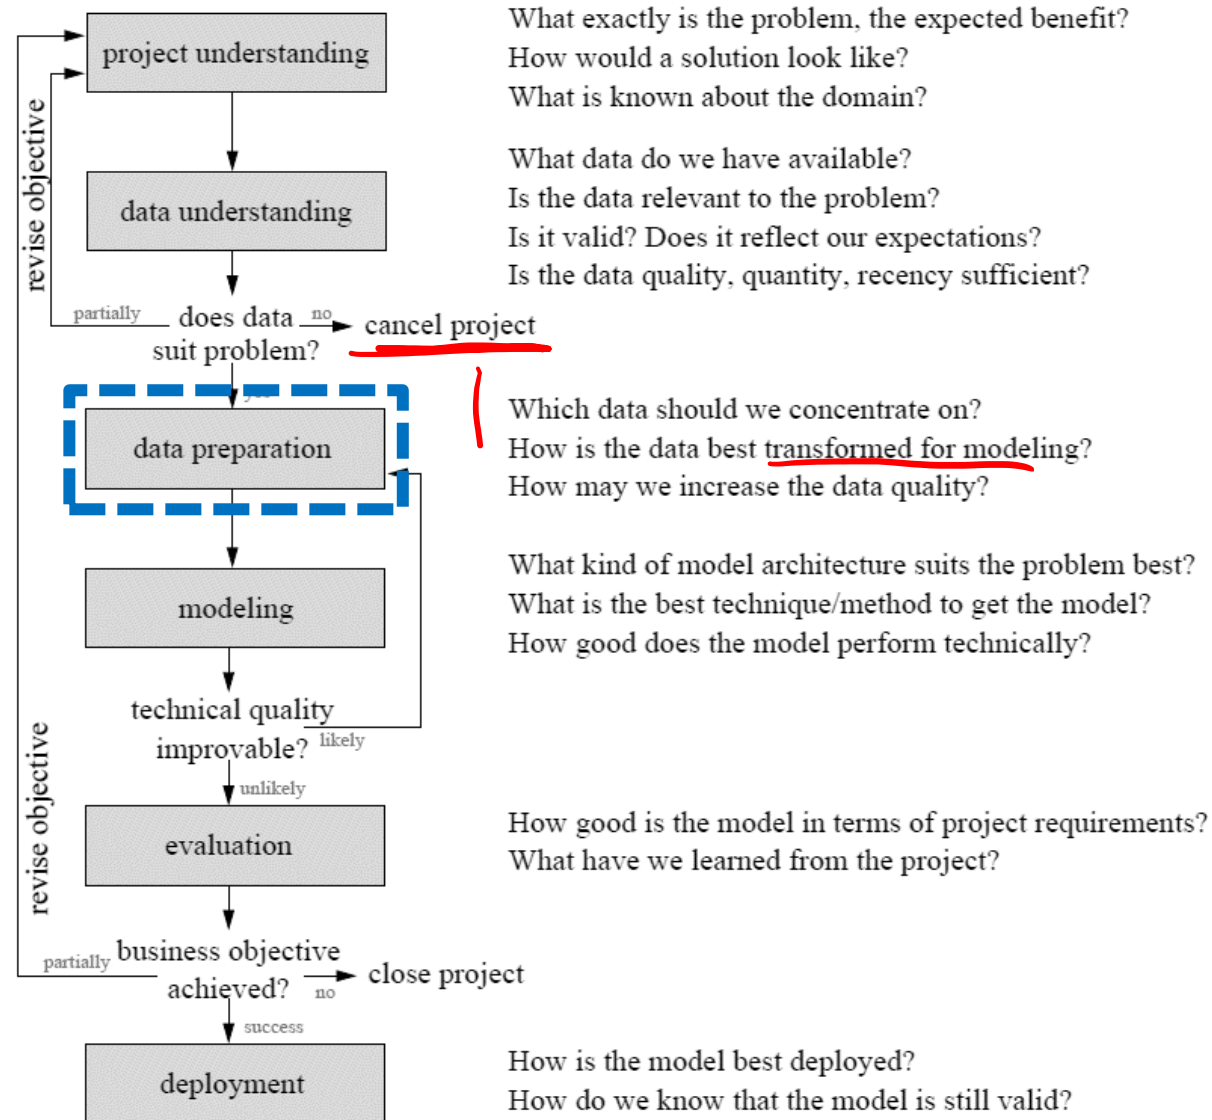 project understanding
What exactly is the problem, the expected benefit?
How would a solution look like?
What is known about the domain?
revise objective
data understanding
What data do we have available?
Is the data relevant to the problem?
Is it valid? Does it reflect our expectations?
Is the data quality, quantity, recency sufficient?
partially
does data
suit problem?
no
cancel project
data preparation
Which data should we concentrate on?
How is the data best transformed for modeling?
How may we increase the data quality?
modeling
What kind of model architecture suits the problem best?
What is the best technique/method to get the model?
How good does the model perform technically?
technical quality
improvable?
likely
unlikely
revise objective
evaluation
How good is the model in terms of project requirements?
What have we learned from the project?
partially
business objective
achieved?
no
close project
success
deployment
How is the model best deployed?
How do we know that the model is still valid?